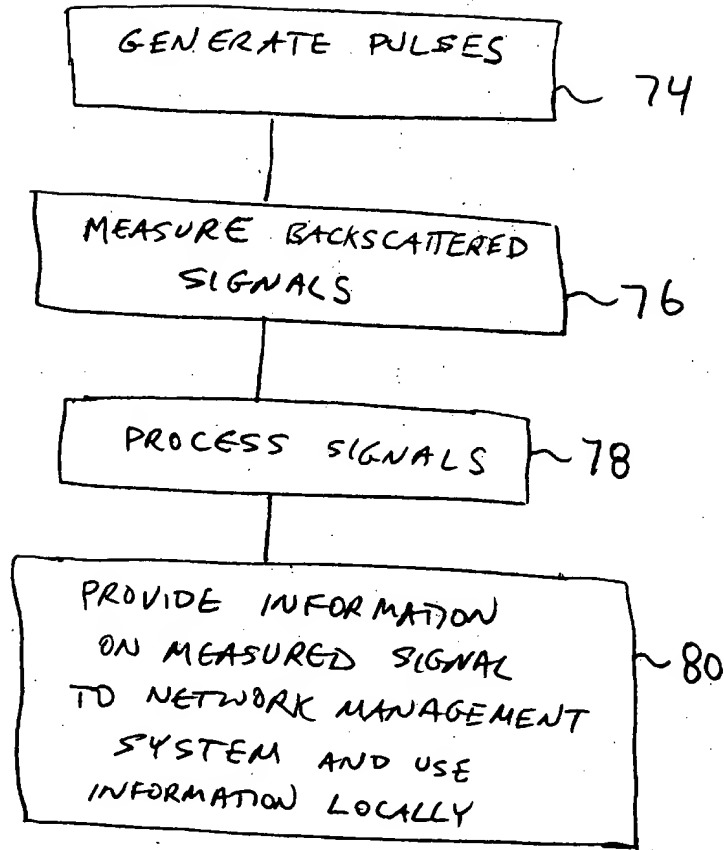 GENERATE PULSES
74
MEASURE BACKSCATTERED
SIGNALS
76
PROCESS SIGNALS
78
PROVIDE INFORMATION
ON MEASURED SIGNAL
TO NETWORK MANAGEMENT
SYSTEM AND USE
INFORMATION LOCALLY
80